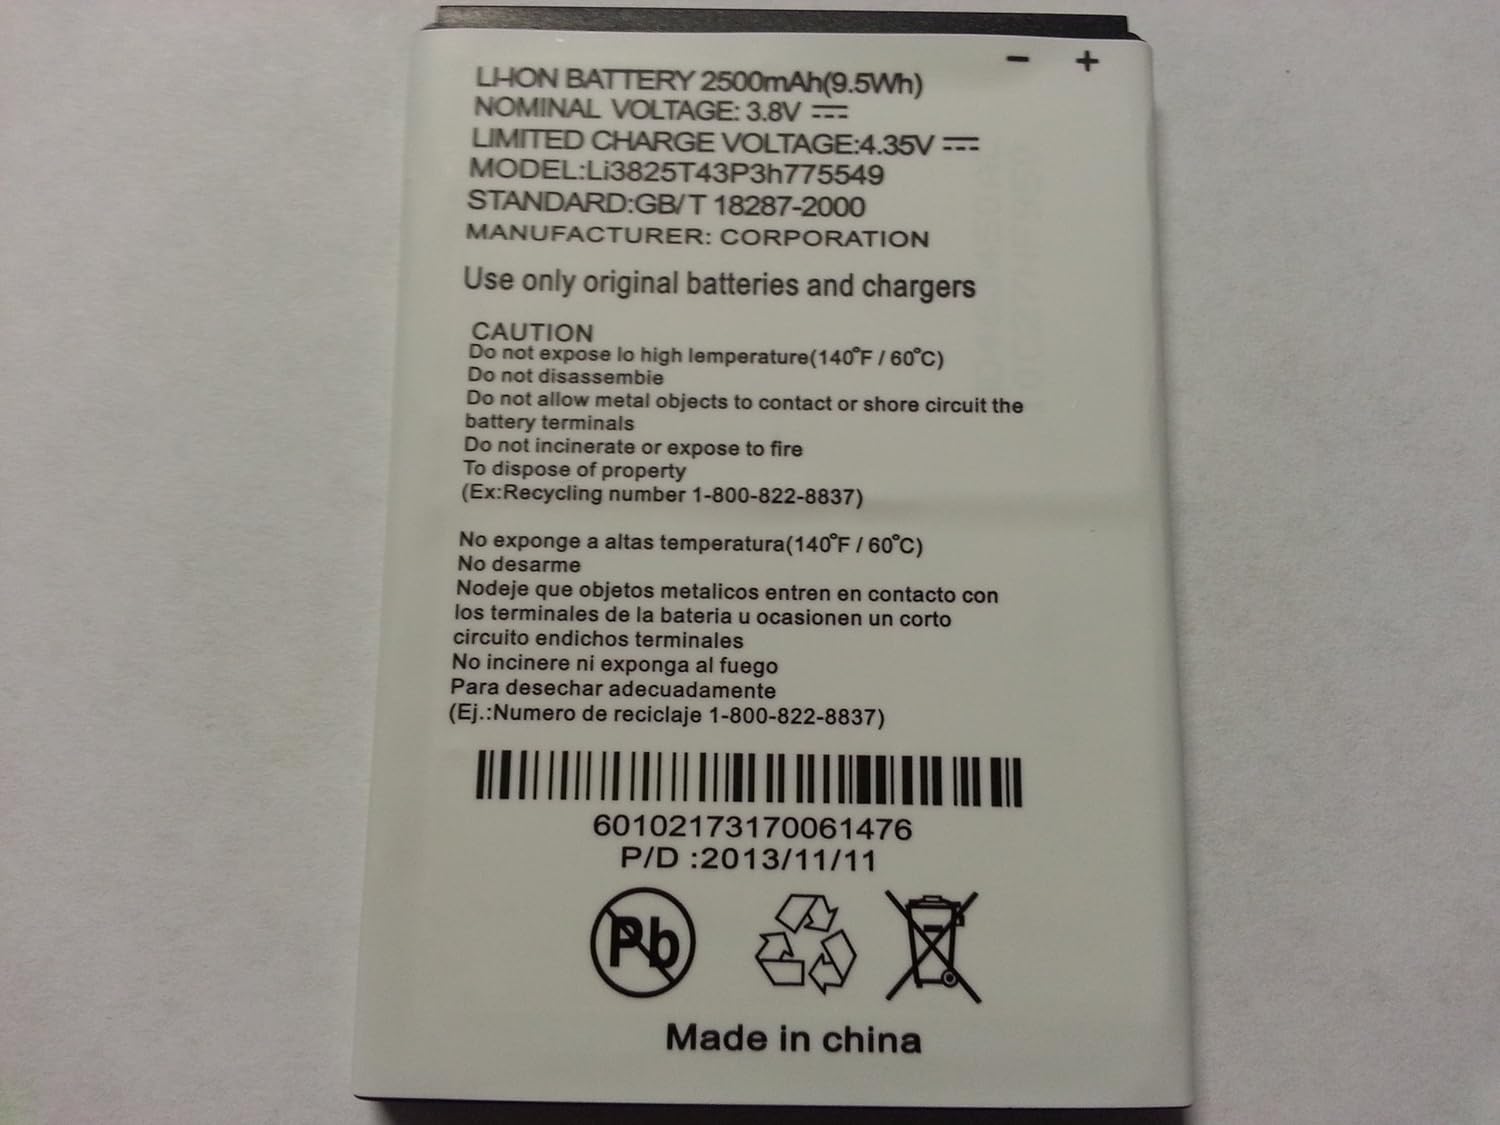 - +
LI-ION BATTERY 2500mAh(9.5Wh)
NOMINAL VOLTAGE: 3.8V
LIMITED CHARGE VOLTAGE:4.35V
MODEL:Li3825T43P3h775549
STANDARD:GB/T 18287-2000
MANUFACTURER: CORPORATION
Use only original batteries and chargers
CAUTION
Do not expose lo high lemperature(140°F / 60°C)
Do not disassembie
Do not allow metal objects to contact or shore circuit the
battery terminals
Do not incinerate or expose to fire
To dispose of property
(Ex:Recycling number 1-800-822-8837)
No exponge a altas temperatura(140°F / 60°C)
No desarme
Nodeje que objetos metalicos entren en contacto con
los terminales de la bateria u ocasionen un corto
circuito endichos terminales
No incinere ni exponga al fuego
Para desechar adecuadamente
(Ej.:Numero de reciclaje 1-800-822-8837)
60102173170061476
P/D :2013/11/11
Pb
Made in china